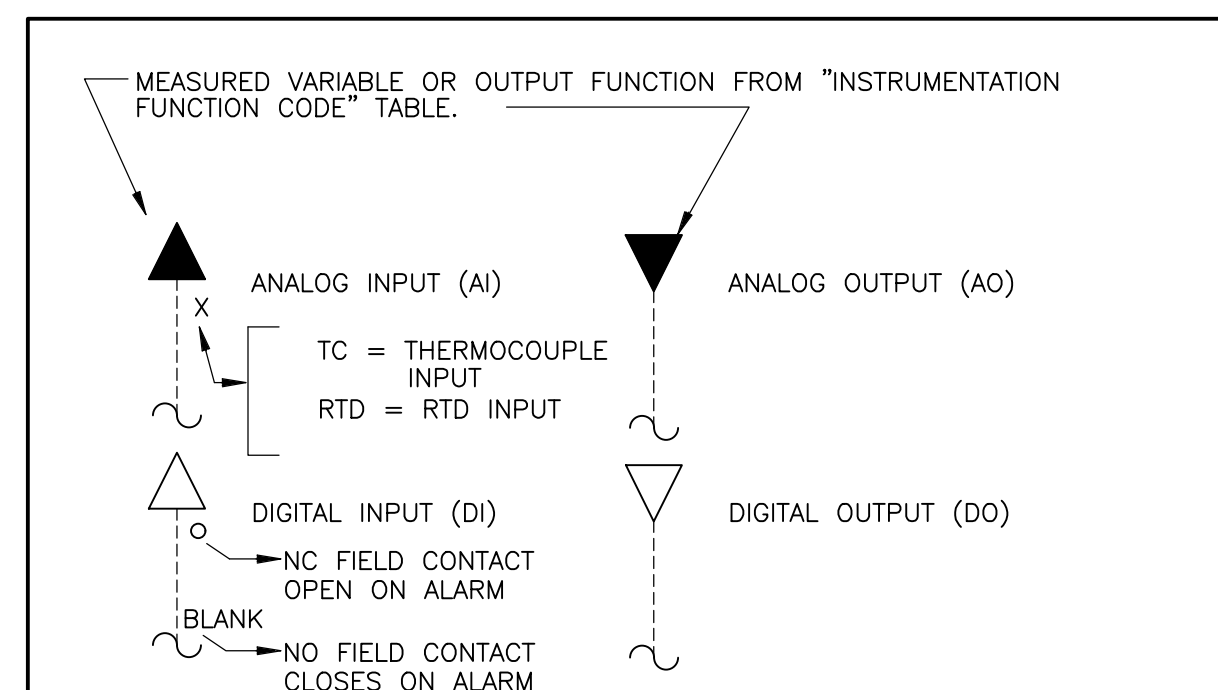 MEASURED VARIABLE OR OUTPUT FUNCTION FROM "INSTRUMENTATION
FUNCTION CODE" TABLE.
ANALOG INPUT (AI)
ANALOG OUTPUT (AO)
X
TC = THERMOCOUPLE
INPUT
RTD = RTD INPUT
DIGITAL INPUT (DI)
DIGITAL OUTPUT (DO)
NC FIELD CONTACT
OPEN ON ALARM
BLANK
NO FIELD CONTACT
CLOSES ON ALARM